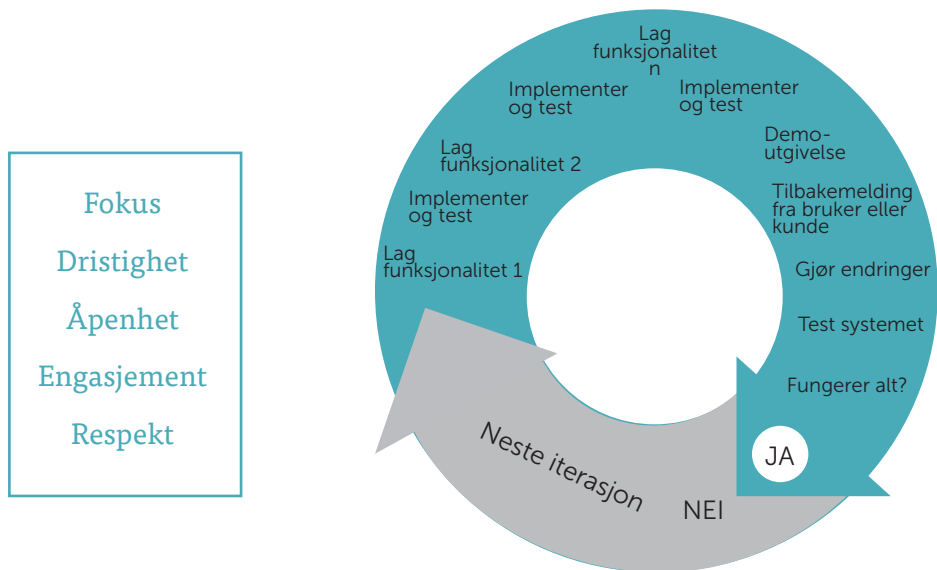 Fokus
Dristighet
Åpenhet
Engasjement
Respekt
Lag
funksjonalitet 1
Implementer
og test
Lag
funksjonalitet 2
Implementer
og test
Lag
funksjonalitet
n
Implementer
og test
Demo-
utgivelse
Tilbakemelding
fra bruker eller
kunde
Gjør endringer
Test systemet
Fungerer alt?
JA
NEI
Neste iterasjon